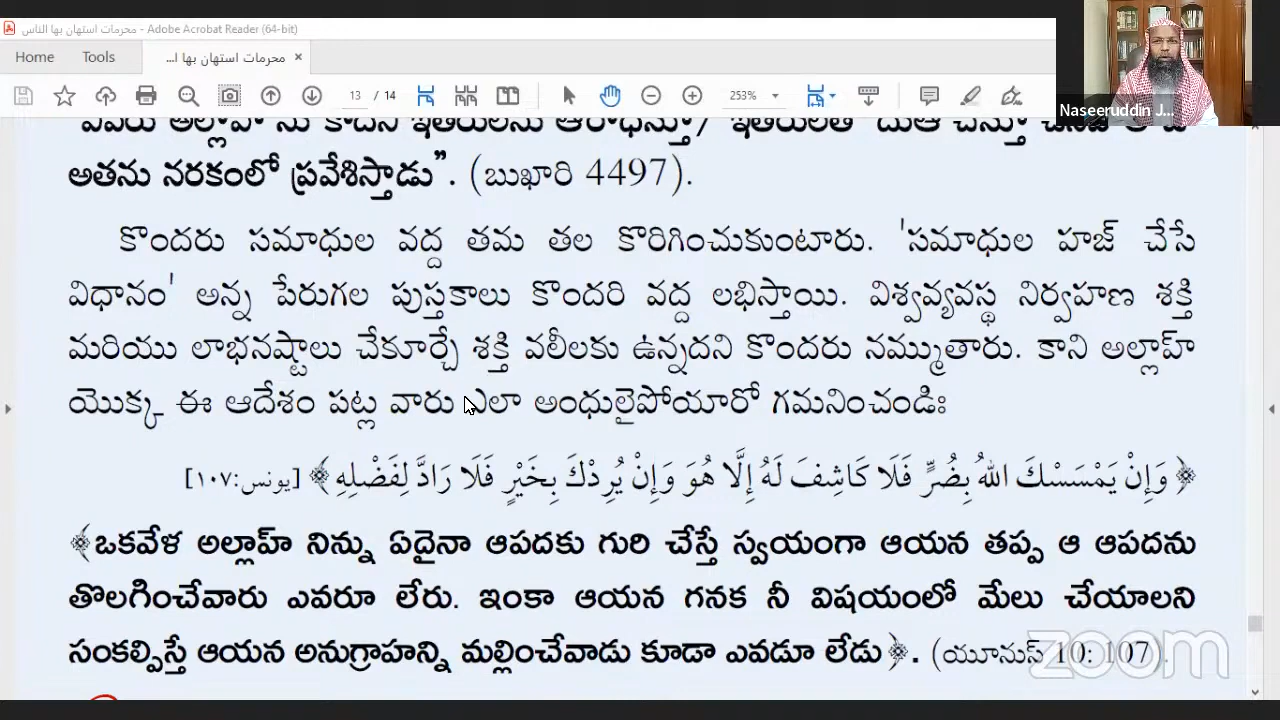 محرمات استهان بها الناس - Adobe Acrobat Reader (64-bit)
Home Tools محرمات استهان بها ا... ×
13 / 14 253%
Naseeruddin J...
అతను నరకంలో ప్రవేశిస్తాడు”. (బుఖారి 4497).
కొందరు సమాధుల వద్ద తమ తల కొరిగించుకుంటారు. 'సమాధుల హజ్ చేసే
విధానం' అన్న పేరుగల పుస్తకాలు కొందరి వద్ద లభిస్తాయి. విశ్వవ్యవస్థ నిర్వహణ శక్తి
మరియు లాభనష్టాలు చేకూర్చే శక్తి వలీలకు ఉన్నదని కొందరు నమ్ముతారు. కాని అల్లాహ్
యొక్క ఈ ఆదేశం పట్ల వారు ఎలా అంధులైపోయారో గమనించండిః
﴿ وَإِنْ يَمْسَسْكَ اللهُ بِضُرٍّ فَلَا كَاشِفَ لَهُ إِلَّا هُوَ وَإِنْ يُرِدْكَ بِخَيْرٍ فَلَا رَادَّ لِفَضْلِهِ ﴾ [يونس:١٠٧]
﴾ఒకవేళ అల్లాహ్ నిన్ను ఏదైనా ఆపదకు గురి చేస్తే స్వయంగా ఆయన తప్ప ఆ ఆపదను
తొలగించేవారు ఎవరూ లేరు. ఇంకా ఆయన గనక నీ విషయంలో మేలు చేయాలని
సంకల్పిస్తే ఆయన అనుగ్రాహన్ని మల్లించేవాడు కూడా ఎవడూ లేడు﴿. (యూనుస్ 10: 107).
zoom